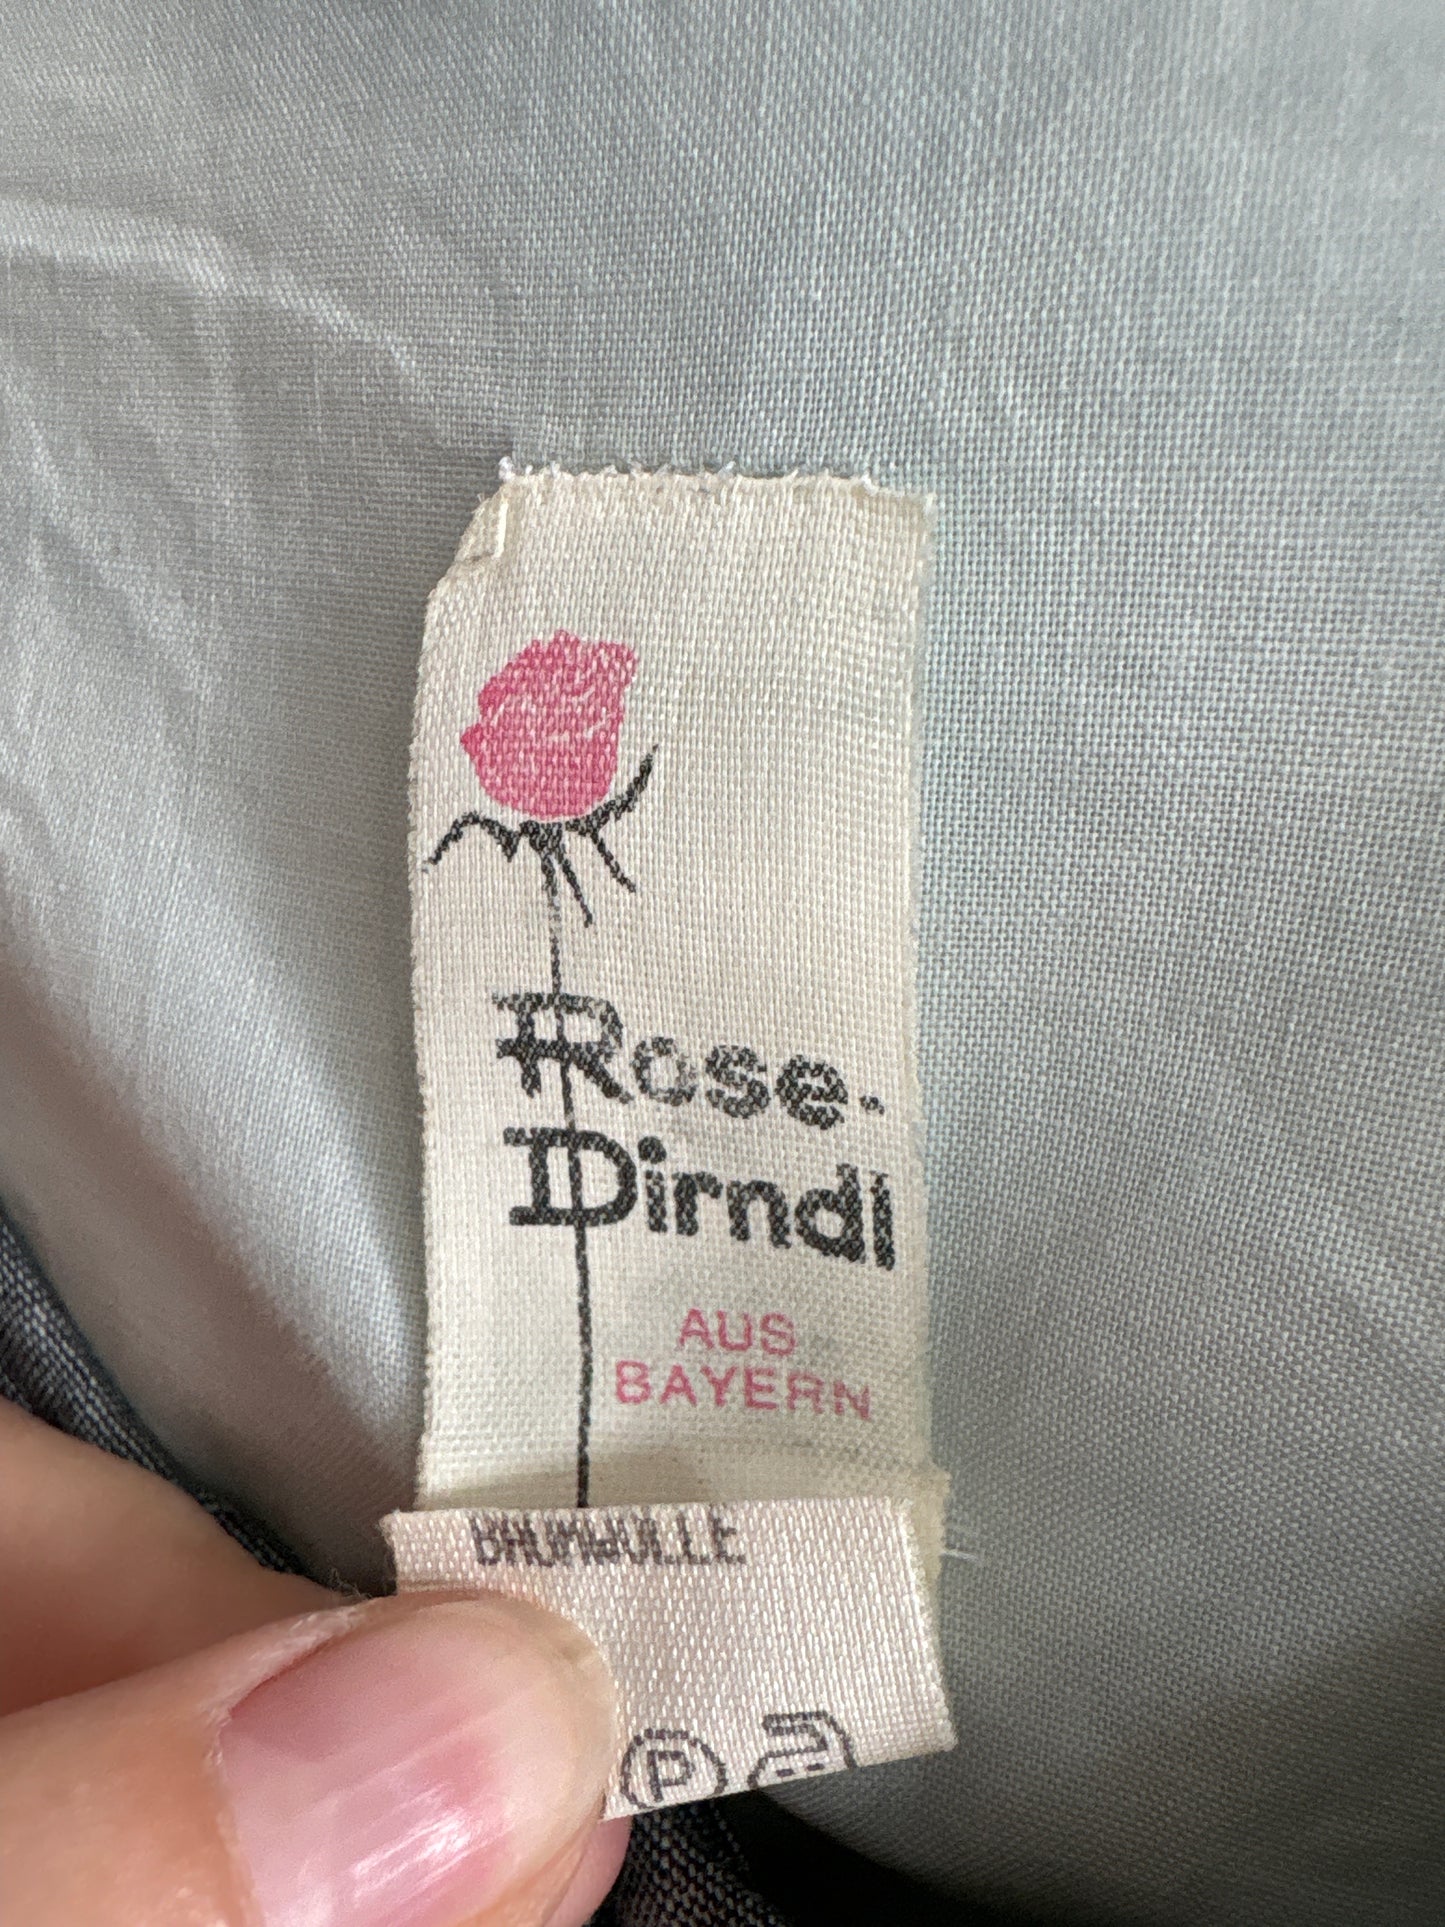 Rose-
Dirndl
AUS
BAYERN
BAUMWOLLE
P